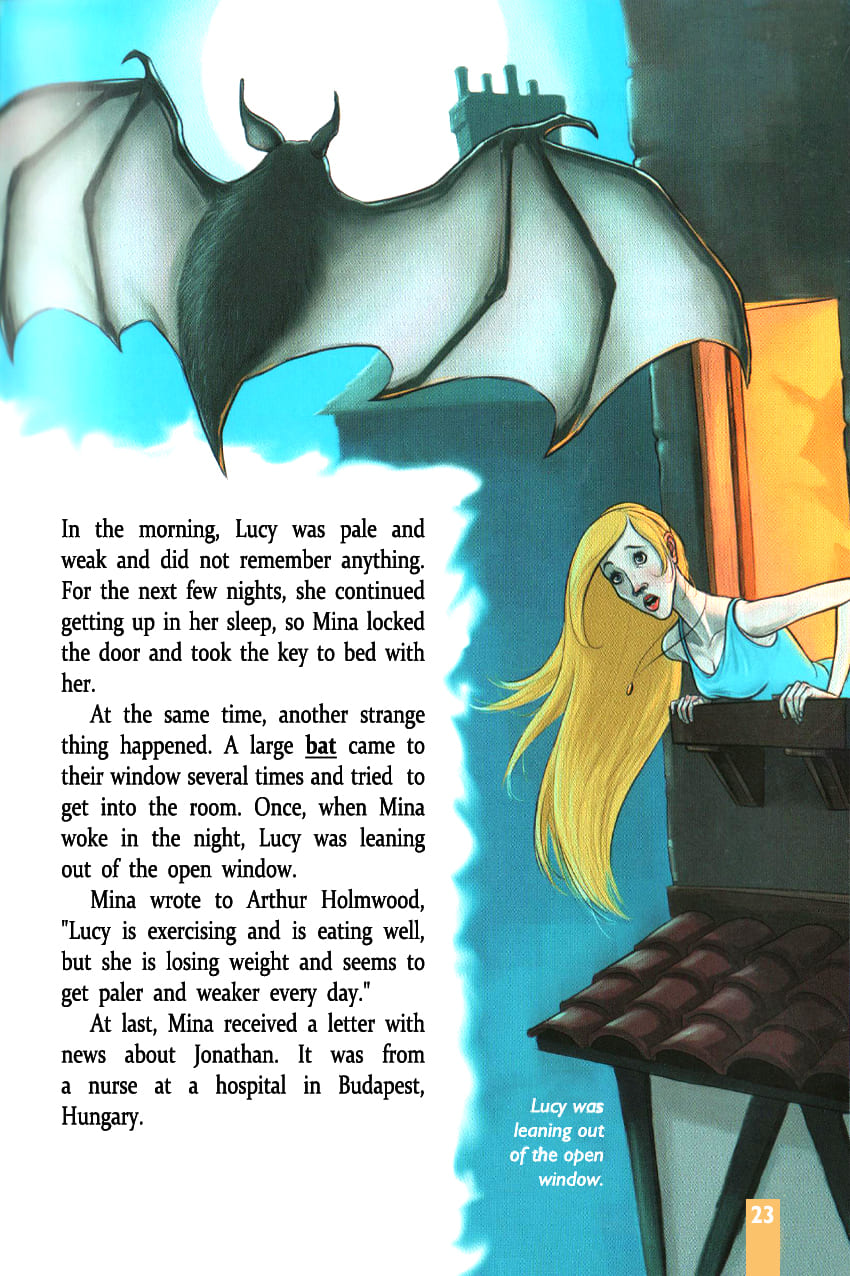 In the morning, Lucy was pale and
weak and did not remember anything.
For the next few nights, she continued
getting up in her sleep, so Mina locked
the door and took the key to bed with
her.
At the same time, another strange
thing happened. A large bat came to
their window several times and tried to
get into the room. Once, when Mina
woke in the night, Lucy was leaning
out of the open window.
Mina wrote to Arthur Holmwood,
"Lucy is exercising and is eating well,
but she is losing weight and seems to
get paler and weaker every day."
At last, Mina received a letter with
news about Jonathan. It was from
a nurse at a hospital in Budapest,
Hungary.
Lucy was
leaning out
of the open
window.
23